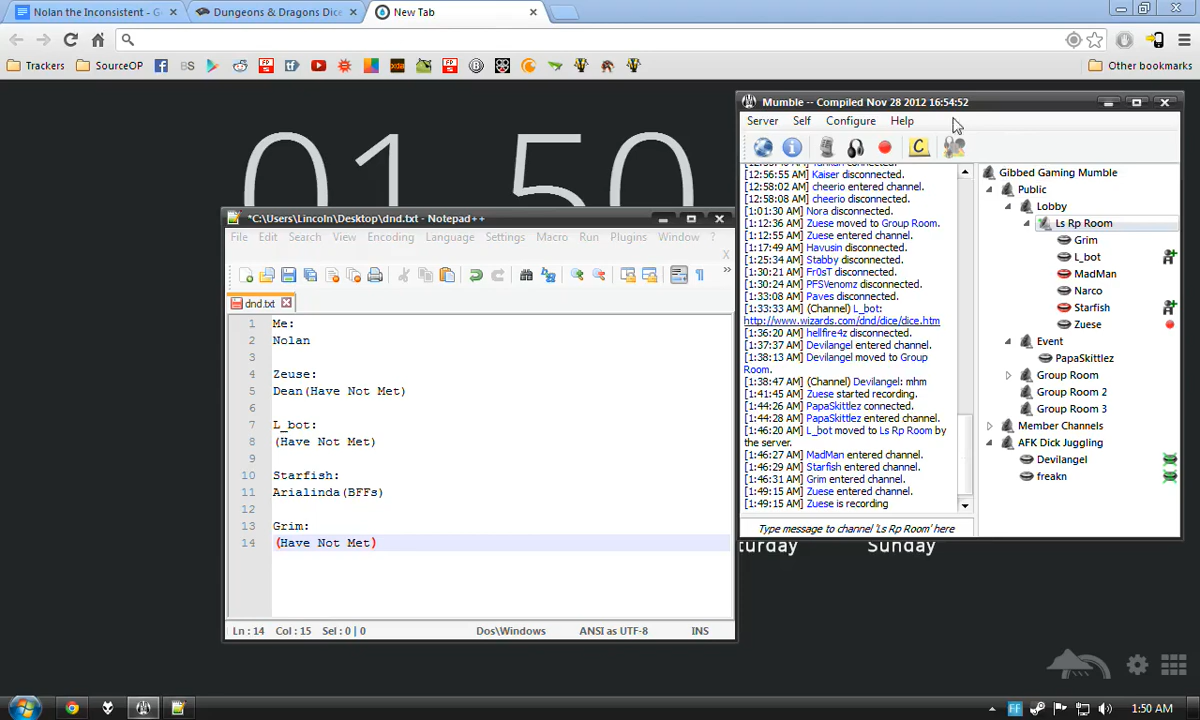 Nolan the Inconsistent - G
Dungeons & Dragons Dice
New Tab
Trackers
SourceOP
BS
Other bookmarks
01 50
Mumble -- Compiled Nov 28 2012 16:54:52
Server Self Configure Help
[12:56:55 AM] Kaiser disconnected.
[12:58:02 AM] cheerio entered channel.
[12:58:08 AM] cheerio disconnected.
[1:01:30 AM] Nora disconnected.
[1:12:36 AM] Zuese moved to Group Room.
[1:12:55 AM] Zuese entered channel.
[1:17:49 AM] Havusin disconnected.
[1:25:34 AM] Stabby disconnected.
[1:30:21 AM] Fr0sT disconnected.
[1:30:24 AM] PFSVenomz disconnected.
[1:33:08 AM] Paves disconnected.
[1:33:33 AM] (Channel) L_bot:
http://www.wizards.com/dnd/dice/dice.htm
[1:36:20 AM] hellfire4z disconnected.
[1:37:37 AM] Devilangel entered channel.
[1:38:13 AM] Devilangel moved to Group
Room.
[1:38:47 AM] (Channel) Devilangel: mhm
[1:41:45 AM] Zuese started recording.
[1:44:26 AM] PapaSkittlez connected.
[1:44:28 AM] PapaSkittlez entered channel.
[1:46:20 AM] L_bot moved to Ls Rp Room by
the server.
[1:46:27 AM] MadMan entered channel.
[1:46:29 AM] Starfish entered channel.
[1:46:31 AM] Grim entered channel.
[1:49:15 AM] Zuese entered channel.
[1:49:15 AM] Zuese is recording
Type message to channel 'Ls Rp Room' here
Gibbed Gaming Mumble
Public
Lobby
Ls Rp Room
Grim
L_bot
MadMan
Narco
Starfish
Zuese
Event
PapaSkittlez
Group Room
Group Room 2
Group Room 3
Member Channels
AFK Dick Juggling
Devilangel
freakn
*C:\Users\Lincoln\Desktop\dnd.txt - Notepad++
File Edit Search View Encoding Language Settings Macro Run Plugins Window ?
X
dnd.txt
1 Me:
2 Nolan
3
4 Zeuse:
5 Dean(Have Not Met)
6
7 L_bot:
8 (Have Not Met)
9
10 Starfish:
11 Arialinda(BFFs)
12
13 Grim:
14 (Have Not Met)
Ln : 14 Col : 15 Sel : 0 | 0 Dos\Windows ANSI as UTF-8 INS
Sunday
FF
1:50 AM